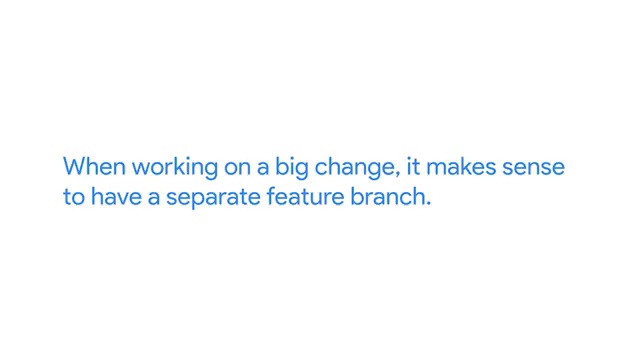 When working on a big change, it makes sense
to have a separate feature branch.